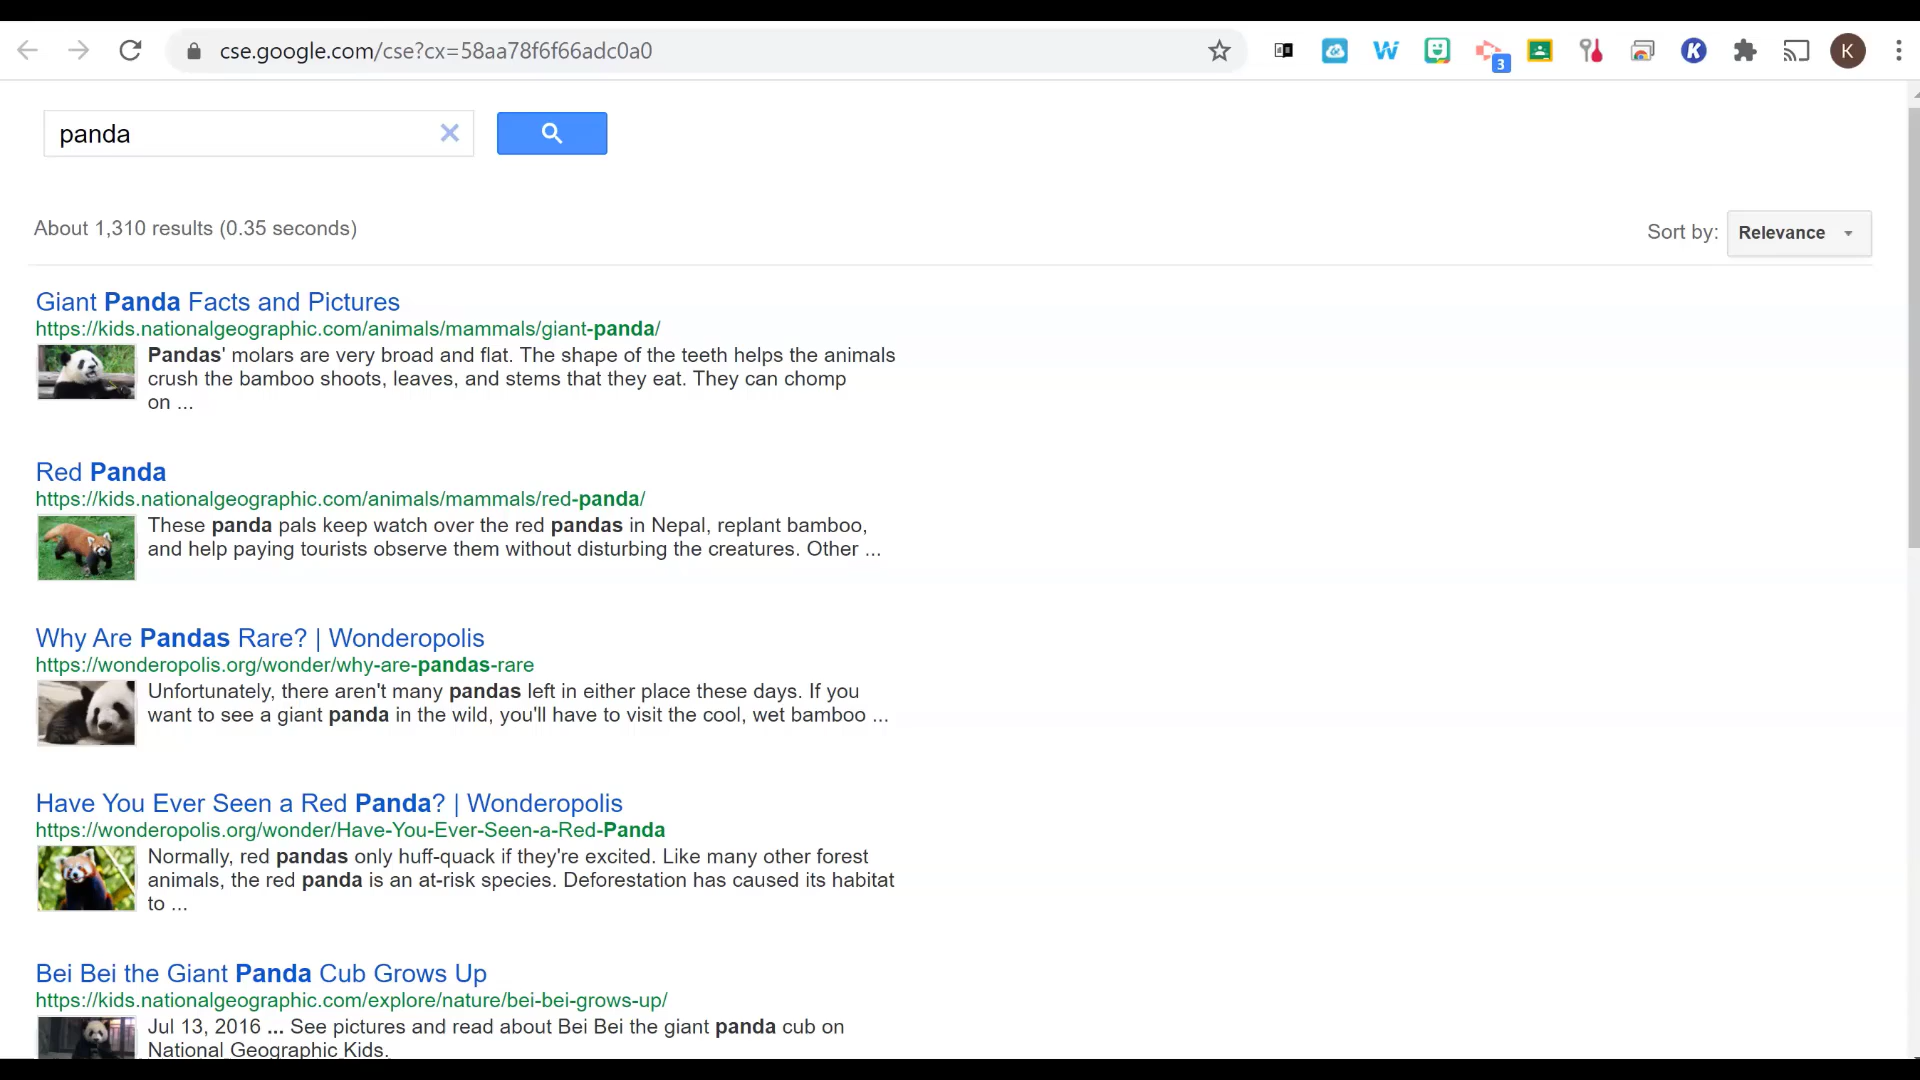 cse.google.com/cse?cx=58aa78f6f66adc0a0
W
3
K
K
panda
About 1,310 results (0.35 seconds)
Sort by: Relevance
Giant Panda Facts and Pictures
https://kids.nationalgeographic.com/animals/mammals/giant-panda/
Pandas' molars are very broad and flat. The shape of the teeth helps the animals
crush the bamboo shoots, leaves, and stems that they eat. They can chomp
on ...
Red Panda
https://kids.nationalgeographic.com/animals/mammals/red-panda/
These panda pals keep watch over the red pandas in Nepal, replant bamboo,
and help paying tourists observe them without disturbing the creatures. Other ...
Why Are Pandas Rare? | Wonderopolis
https://wonderopolis.org/wonder/why-are-pandas-rare
Unfortunately, there aren't many pandas left in either place these days. If you
want to see a giant panda in the wild, you'll have to visit the cool, wet bamboo ...
Have You Ever Seen a Red Panda? | Wonderopolis
https://wonderopolis.org/wonder/Have-You-Ever-Seen-a-Red-Panda
Normally, red pandas only huff-quack if they're excited. Like many other forest
animals, the red panda is an at-risk species. Deforestation has caused its habitat
to ...
Bei Bei the Giant Panda Cub Grows Up
https://kids.nationalgeographic.com/explore/nature/bei-bei-grows-up/
Jul 13, 2016 ... See pictures and read about Bei Bei the giant panda cub on
National Geographic Kids.